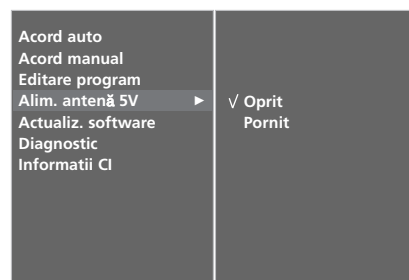 Acord auto
Acord manual
Editare program
Alim. antenă 5V ►
Actualiz. software
Diagnostic
Informatii CI
√ Oprit
Pornit